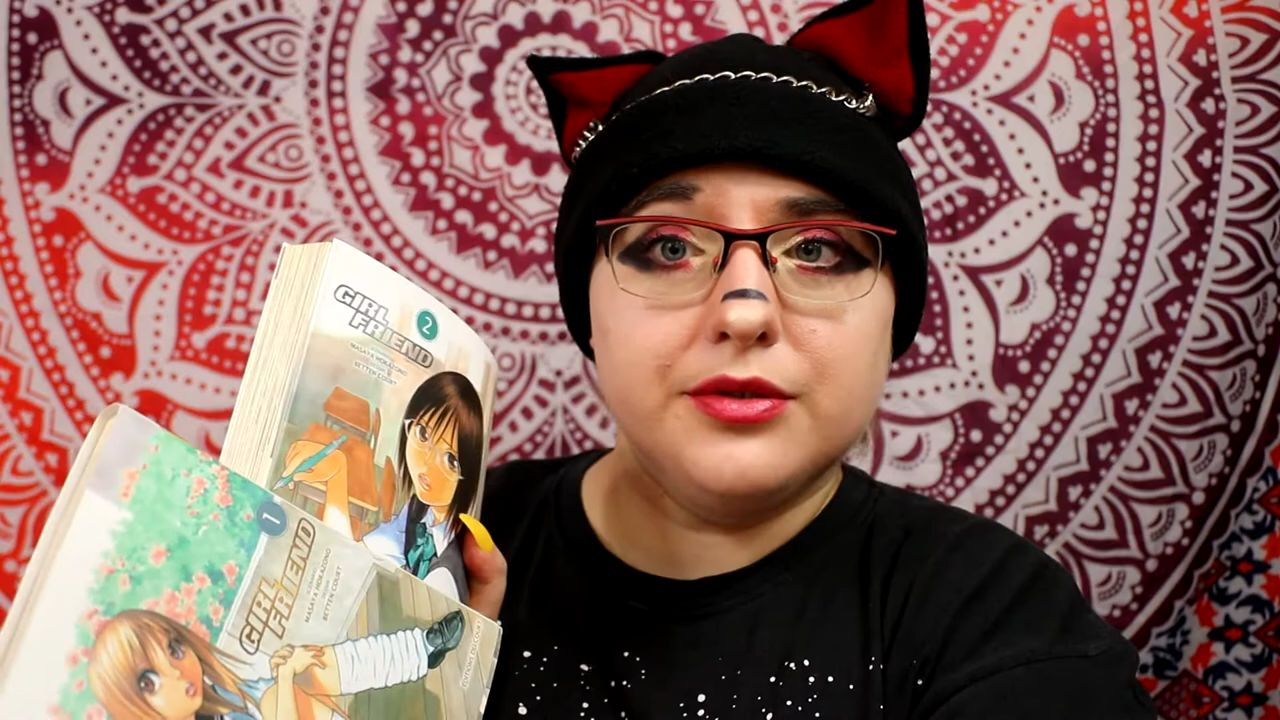 2
GIRL
FRIEND
MASAYA HOKAZONO
BETTEN COURT
1
GIRL
FRIEND
MASAYA HOKAZONO
BETTEN COURT